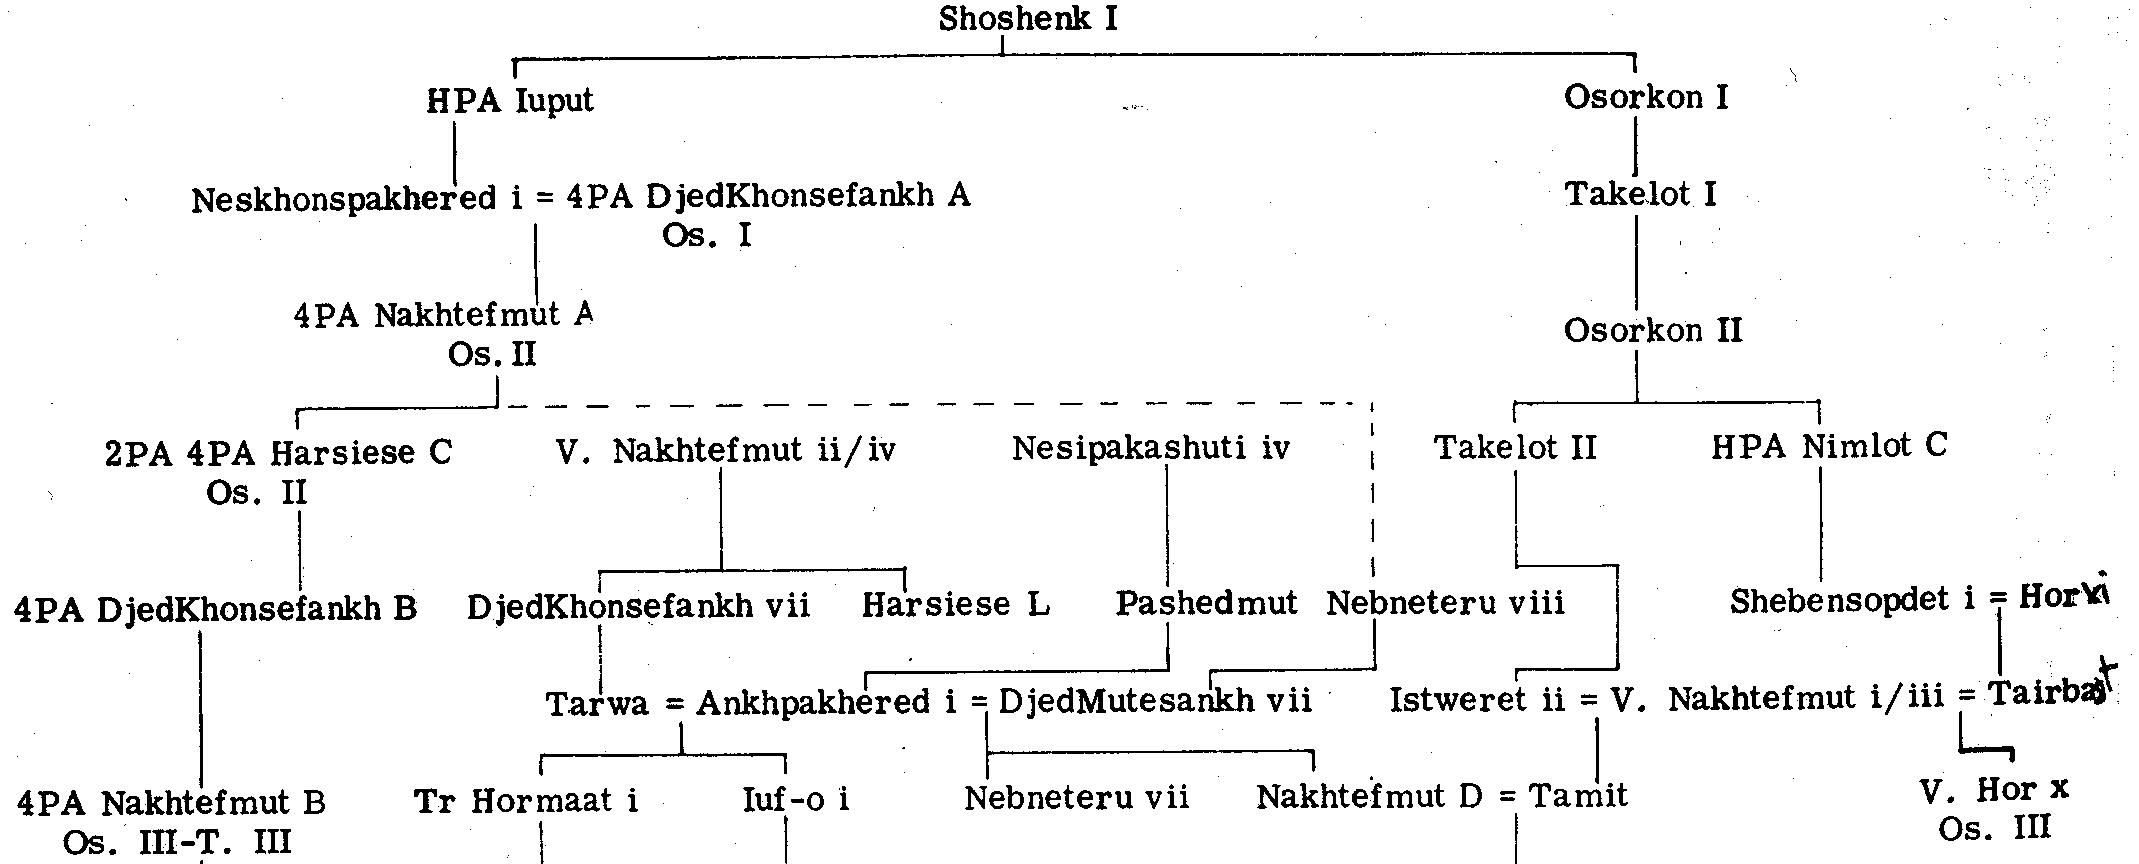 Shoshenk I
HPA Iuput Osorkon I
Neskhonspakhered i = 4PA DjedKhonsefankh A Takelot I
Os. I
4PA Nakhtefmut A Osorkon II
Os. II
2PA 4PA Harsiese C V. Nakhtefmut ii/iv Nesipakashuti iv Takelot II HPA Nimlot C
Os. II
4PA DjedKhonsefankh B DjedKhonsefankh vii Harsiese L Pashedmut Nebneteru viii Shebensopdet i = Hor vi
Tarwa = Ankhpakhered i = DjedMutesankh vii Istweret ii = V. Nakhtefmut i/iii = Tairbast
4PA Nakhtefmut B Tr Hormaat i Iuf-o i Nebneteru vii Nakhtefmut D = Tamit V. Hor x
Os. III-T. III Os. III